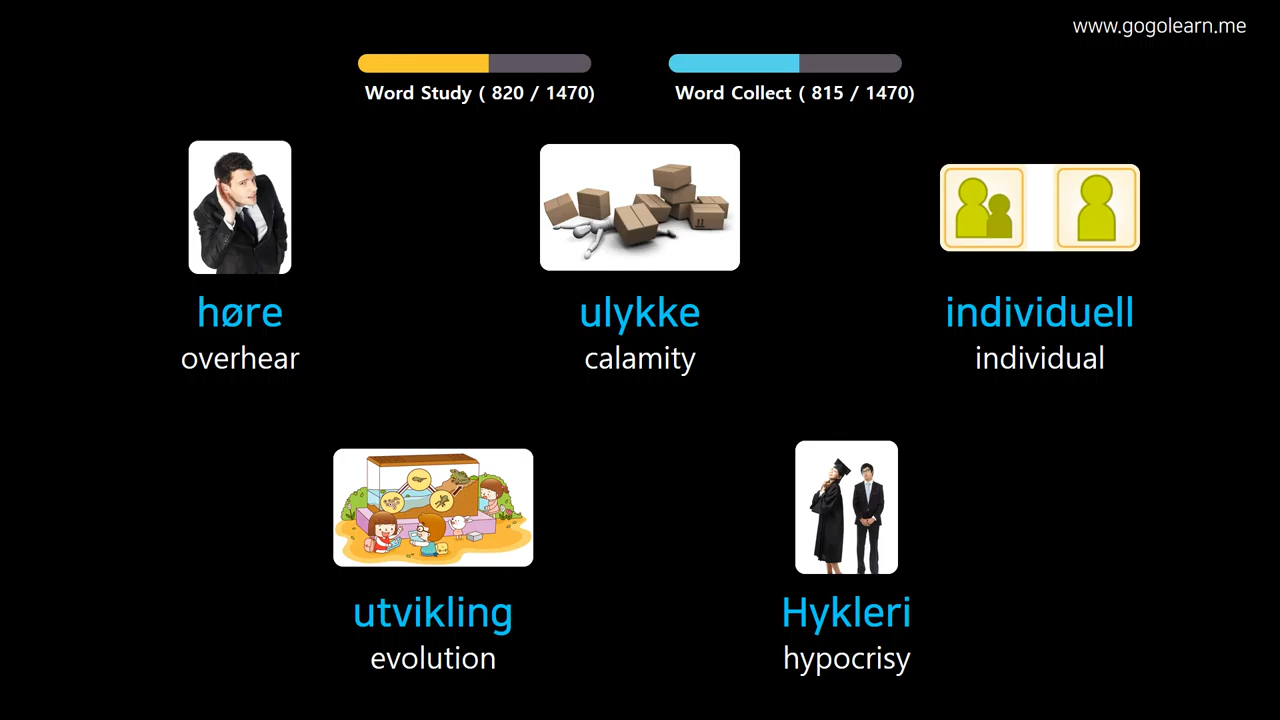 www.gogolearn.me
Word Study ( 820 / 1470)
Word Collect ( 815 / 1470)
høre
overhear
ulykke
calamity
individuell
individual
utvikling
evolution
Hykleri
hypocrisy